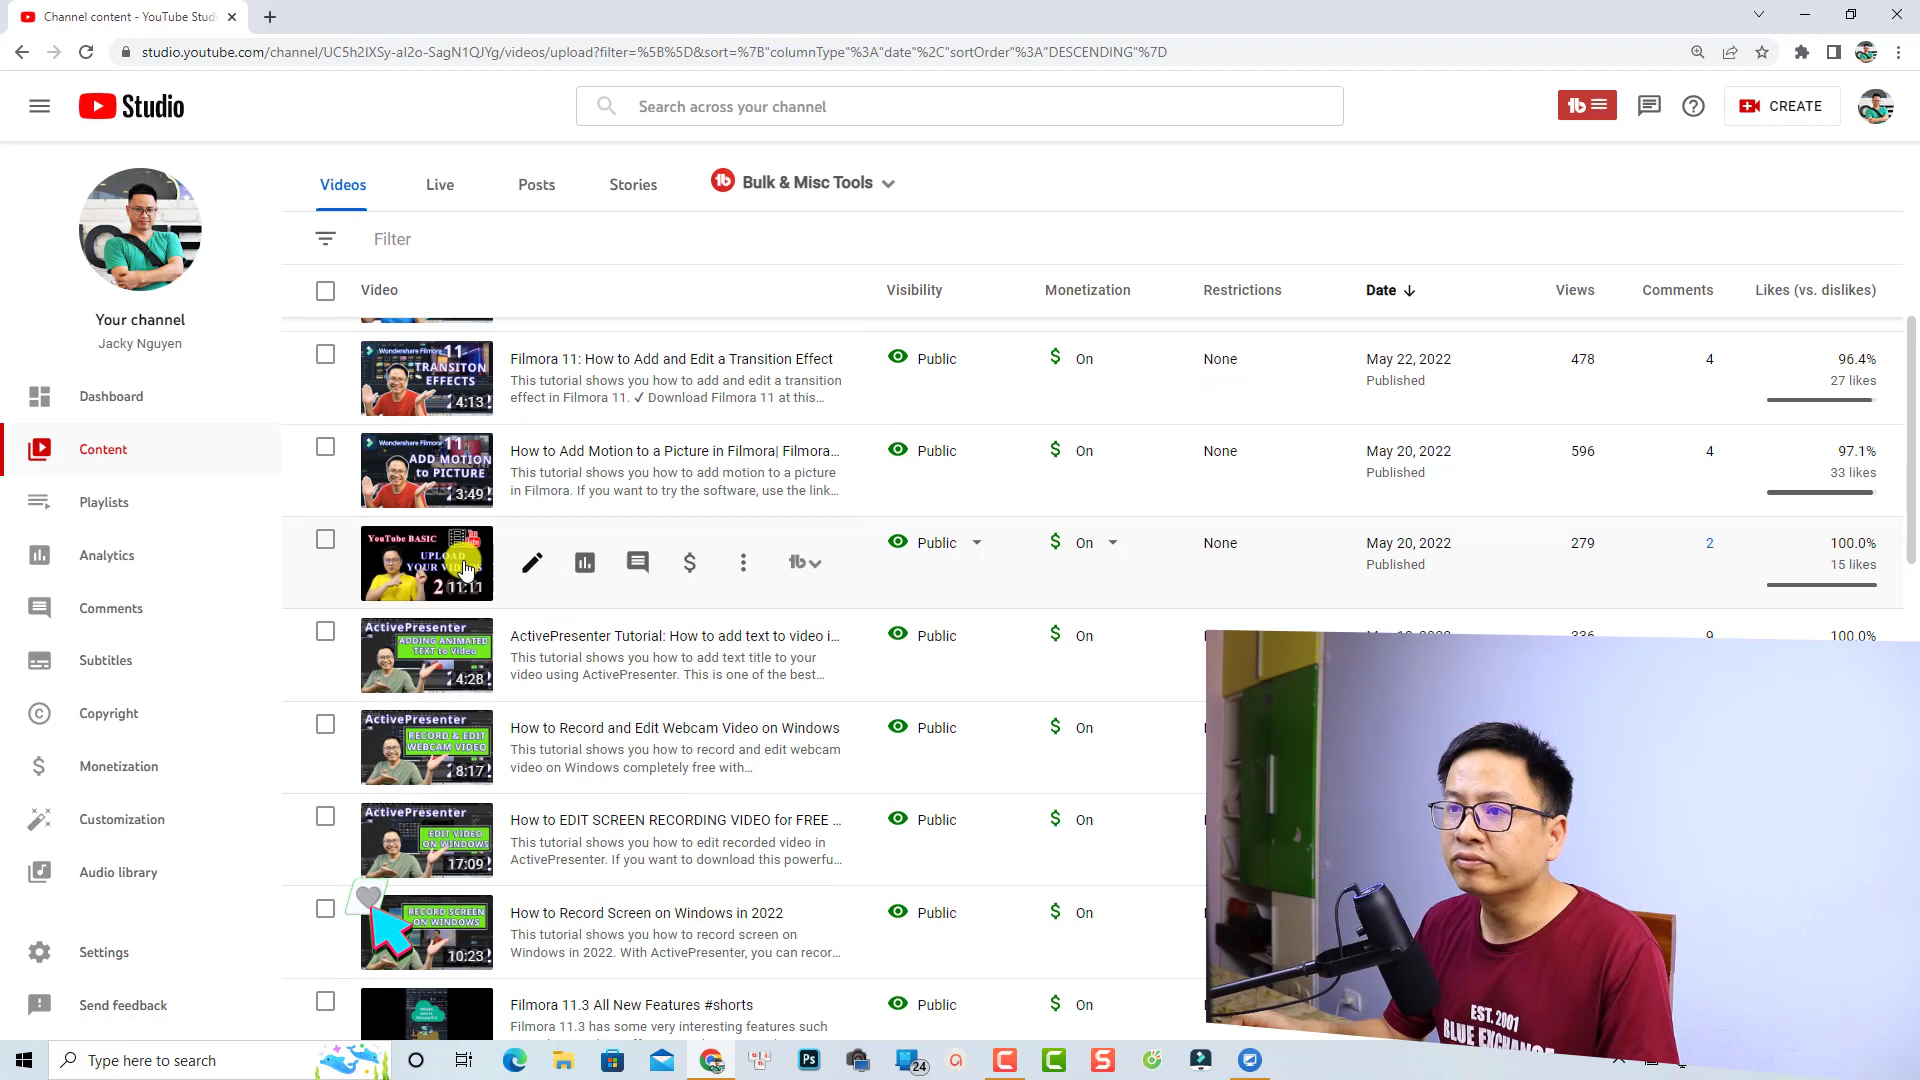 Channel content - YouTube Stud
studio.youtube.com/channel/UC5h2IXSy-aI2o-SagN1QJYg/videos/upload?filter=%5B%5D&sort=%7B"columnType"%3A"date"%2C"sortOrder"%3A"DESCENDING"%7D
Studio
Search across your channel
CREATE
Your channel
Jacky Nguyen
Dashboard
Content
Playlists
Analytics
Comments
Subtitles
Copyright
Monetization
Customization
Audio library
Settings
Send feedback
Videos Live Posts Stories Bulk & Misc Tools
Filter
Video Visibility Monetization Restrictions Date Views Comments Likes (vs. dislikes)
Wondershare Filmora 11
TRANSITON
EFFECTS
4:13
Filmora 11: How to Add and Edit a Transition Effect
This tutorial shows you how to add and edit a transition
effect in Filmora 11. ✓ Download Filmora 11 at this…
Public On None May 22, 2022 478 4 96.4%
Published 27 likes
Wondershare Filmora 11
ADD MOTION
to PICTURE
3:49
How to Add Motion to a Picture in Filmora| Filmora…
This tutorial shows you how to add motion to a picture
in Filmora. If you want to try the software, use the link…
Public On None May 20, 2022 596 4 97.1%
Published 33 likes
YouTube BASIC
UPLOAD
YOUR VIDEOS
11:11
Public On None May 20, 2022 279 2 100.0%
Published 15 likes
ActivePresenter
ADDING ANIMATED
TEXT to Video
4:28
ActivePresenter Tutorial: How to add text to video i…
This tutorial shows you how to add text title to your
video using ActivePresenter. This is one of the best…
Public On 336 9 100.0%
ActivePresenter
RECORD & EDIT
WEBCAM VIDEO
8:17
How to Record and Edit Webcam Video on Windows
This tutorial shows you how to record and edit webcam
video on Windows completely free with…
Public On
ActivePresenter
EDIT VIDEO
ON WINDOWS
17:09
How to EDIT SCREEN RECORDING VIDEO for FREE …
This tutorial shows you how to edit recorded video in
ActivePresenter. If you want to download this powerfu…
Public On
RECORD SCREEN
ON WINDOWS
10:23
How to Record Screen on Windows in 2022
This tutorial shows you how to record screen on
Windows in 2022. With ActivePresenter, you can recor…
Public On
Filmora 11.3 All New Features #shorts
Filmora 11.3 has some very interesting features such
Public On
EST. 2001
BLUE EXCHANGE
Type here to search
24